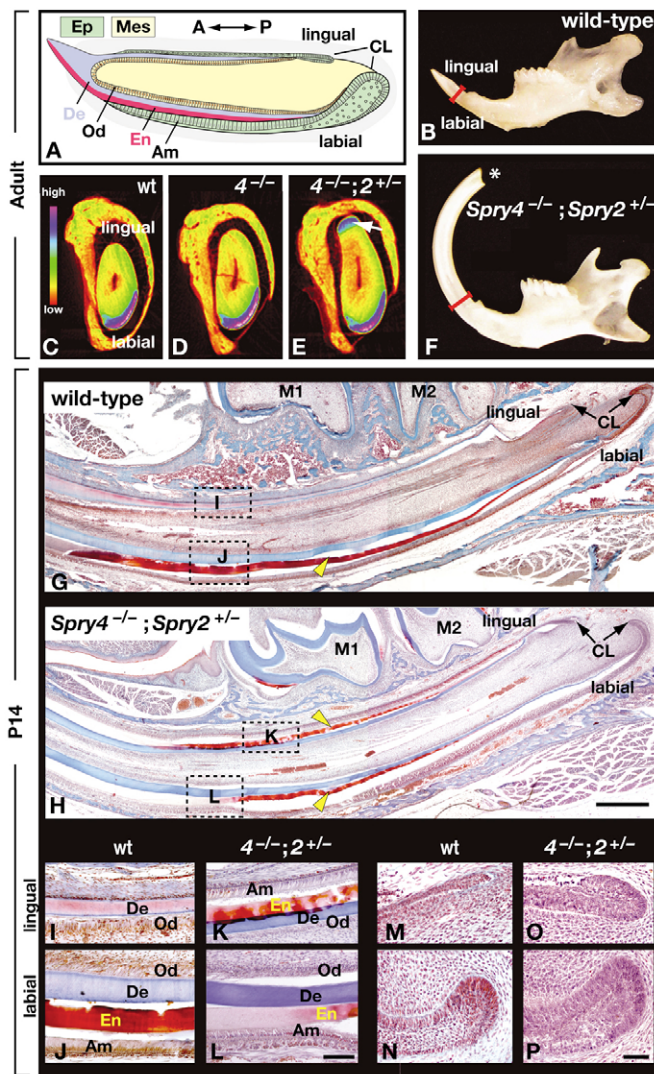 Ep Mes A P lingual CL
De
Od En Am labial
A
wild-type
lingual
labial
B
Adult
wt 4−/− 4−/−;2+/−
high
low
lingual
labial
C D E
*
Spry4−/−;Spry2+/−
F
P14
wild-type
M1 M2 lingual CL
labial
I
J
G
Spry4−/−;Spry2+/−
M1 M2 lingual CL
labial
K
L
H
wt 4−/−;2+/− wt 4−/−;2+/−
lingual
De Od
I
Am En De Od
K
M O
labial
Od De En Am
J
Od De En Am
L
N P